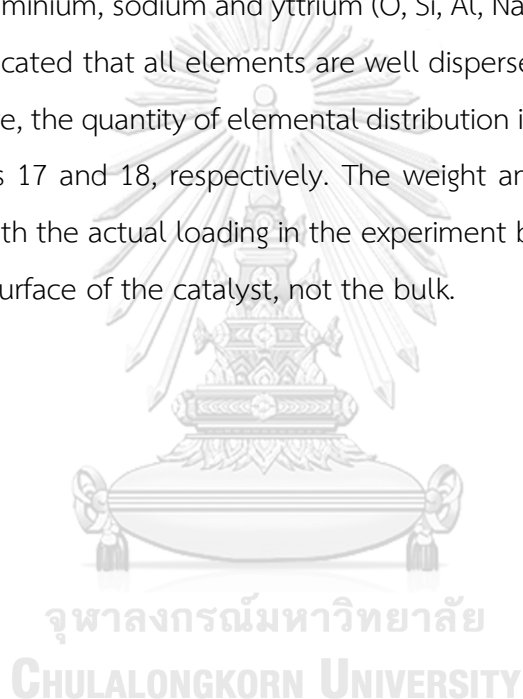 minium, sodium and yttrium (O, Si, Al, Na
cated that all elements are well disperse
e, the quantity of elemental distribution i
s 17 and 18, respectively. The weight an
th the actual loading in the experiment b
urface of the catalyst, not the bulk.
จุฬาลงกรณ์มหาวิทยาลัย
CHULALONGKORN UNIVERSITY